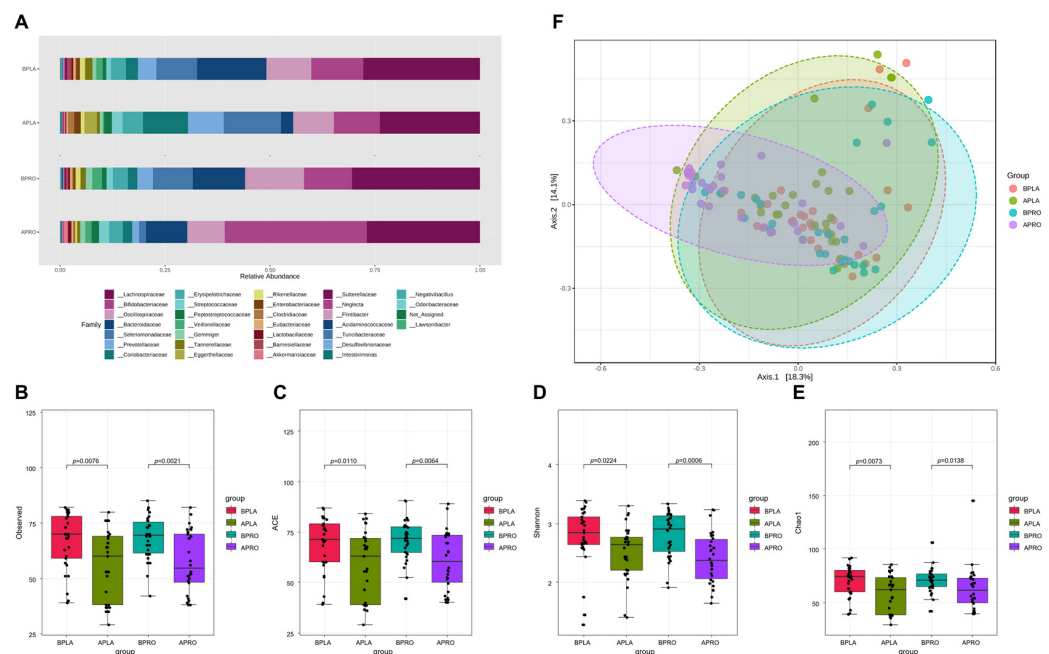 A
BPLA
APLA
BPRO
APRO
0.00
0.25
0.50
0.75
1.00
Relative Abundance
Family
__Lachnospiraceae
__Bifidobacteriaceae
__Oscillospiraceae
__Bacteroidaceae
__Selenomonadaceae
__Prevotellaceae
__Coriobacteriaceae
__Erysipelotrichaceae
__Streptococcaceae
__Peptostreptococcaceae
__Veillonellaceae
__Gemmiger
__Tannerellaceae
__Eggerthellaceae
__Rikenellaceae
__Enterobacteriaceae
__Clostridiaceae
__Eubacteriaceae
__Lactobacillaceae
__Barnesiellaceae
__Akkermansiaceae
__Sutterellaceae
__Neglecta
__Flintibacter
__Acidaminococcaceae
__Turicibacteraceae
__Desulfovibrionaceae
__Intestinimonas
__Negativibacillus
__Odoribacteraceae
Not_Assigned
__Lawsonibacter
F
0.3
0.0
-0.3
Axis.2 [14.1%]
-0.6
-0.3
0.0
0.3
0.6
Axis.1 [18.3%]
Group
BPLA
APLA
BPRO
APRO
B
125
100
75
50
25
Observed
p=0.0076
p=0.0021
BPLA
APLA
BPRO
APRO
group
group
BPLA
APLA
BPRO
APRO
C
125
100
75
50
25
ACE
p=0.0110
p=0.0064
BPLA
APLA
BPRO
APRO
group
group
BPLA
APLA
BPRO
APRO
D
4
3
2
Shannon
p=0.0224
p=0.0006
BPLA
APLA
BPRO
APRO
group
group
BPLA
APLA
BPRO
APRO
E
200
150
100
50
Chao1
p=0.0073
p=0.0138
BPLA
APLA
BPRO
APRO
group
group
BPLA
APLA
BPRO
APRO